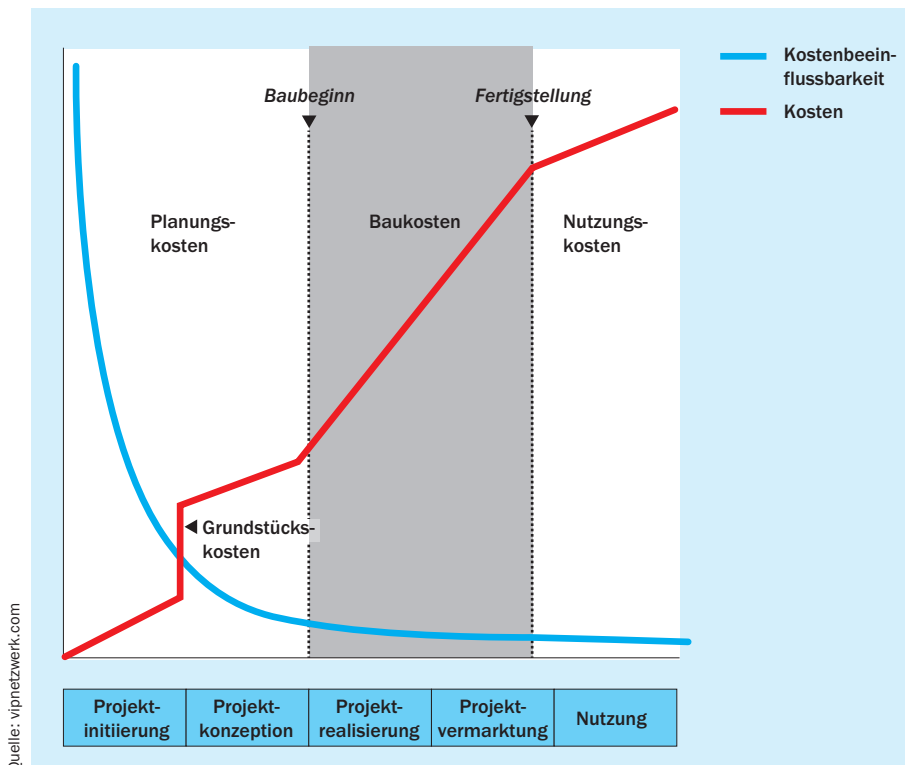 Kostenbeein-
flussbarkeit
Kosten
Baubeginn
Fertigstellung
Planungs-
kosten
Baukosten
Nutzungs-
kosten
Grundstücks-
kosten
Projekt-
initiierung
Projekt-
konzeption
Projekt-
realisierung
Projekt-
vermarktung
Nutzung
Quelle: vipnetzwerk.com